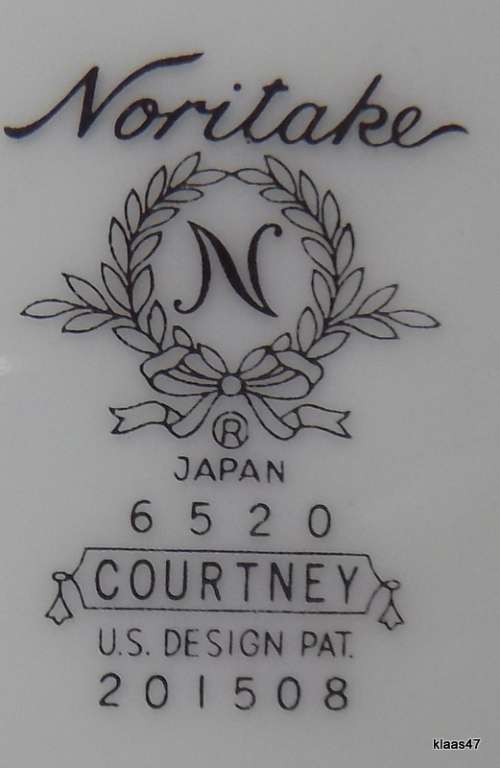 Noritake
N
®
JAPAN
6520
COURTNEY
U.S. DESIGN PAT.
201508
klaas47